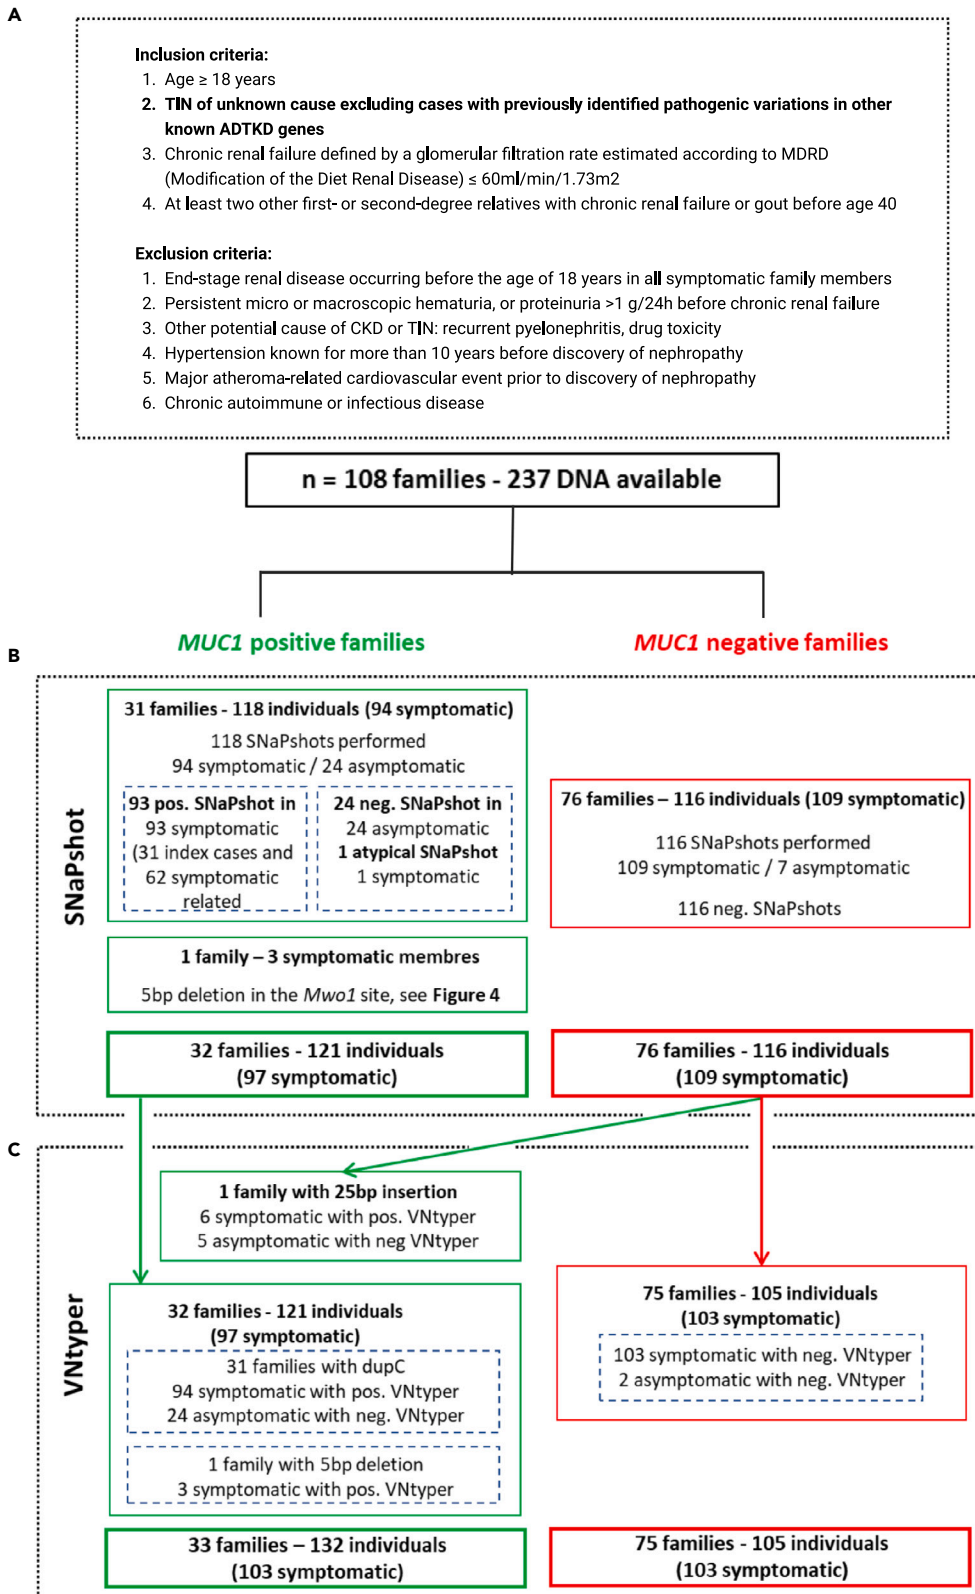 A
Inclusion criteria:
1. Age ≥ 18 years
2. TIN of unknown cause excluding cases with previously identified pathogenic variations in other
known ADTKD genes
3. Chronic renal failure defined by a glomerular filtration rate estimated according to MDRD
(Modification of the Diet Renal Disease) ≤ 60ml/min/1.73m2
4. At least two other first- or second-degree relatives with chronic renal failure or gout before age 40
Exclusion criteria:
1. End-stage renal disease occurring before the age of 18 years in all symptomatic family members
2. Persistent micro or macroscopic hematuria, or proteinuria >1 g/24h before chronic renal failure
3. Other potential cause of CKD or TIN: recurrent pyelonephritis, drug toxicity
4. Hypertension known for more than 10 years before discovery of nephropathy
5. Major atheroma-related cardiovascular event prior to discovery of nephropathy
6. Chronic autoimmune or infectious disease
n = 108 families - 237 DNA available
MUC1 positive families
MUC1 negative families
B
SNaPshot
31 families - 118 individuals (94 symptomatic)
118 SNaPshots performed
94 symptomatic / 24 asymptomatic
93 pos. SNaPshot in
93 symptomatic
(31 index cases and
62 symptomatic
related
24 neg. SNaPshot in
24 asymptomatic
1 atypical SNaPshot
1 symptomatic
76 families – 116 individuals (109 symptomatic)
116 SNaPshots performed
109 symptomatic / 7 asymptomatic
116 neg. SNaPshots
1 family – 3 symptomatic membres
5bp deletion in the Mwo1 site, see Figure 4
32 families - 121 individuals
(97 symptomatic)
76 families - 116 individuals
(109 symptomatic)
C
VNtyper
1 family with 25bp insertion
6 symptomatic with pos. VNtyper
5 asymptomatic with neg VNtyper
32 families - 121 individuals
(97 symptomatic)
31 families with dupC
94 symptomatic with pos. VNtyper
24 asymptomatic with neg. VNtyper
1 family with 5bp deletion
3 symptomatic with pos. VNtyper
75 families - 105 individuals
(103 symptomatic)
103 symptomatic with neg. VNtyper
2 asymptomatic with neg. VNtyper
33 families – 132 individuals
(103 symptomatic)
75 families - 105 individuals
(103 symptomatic)